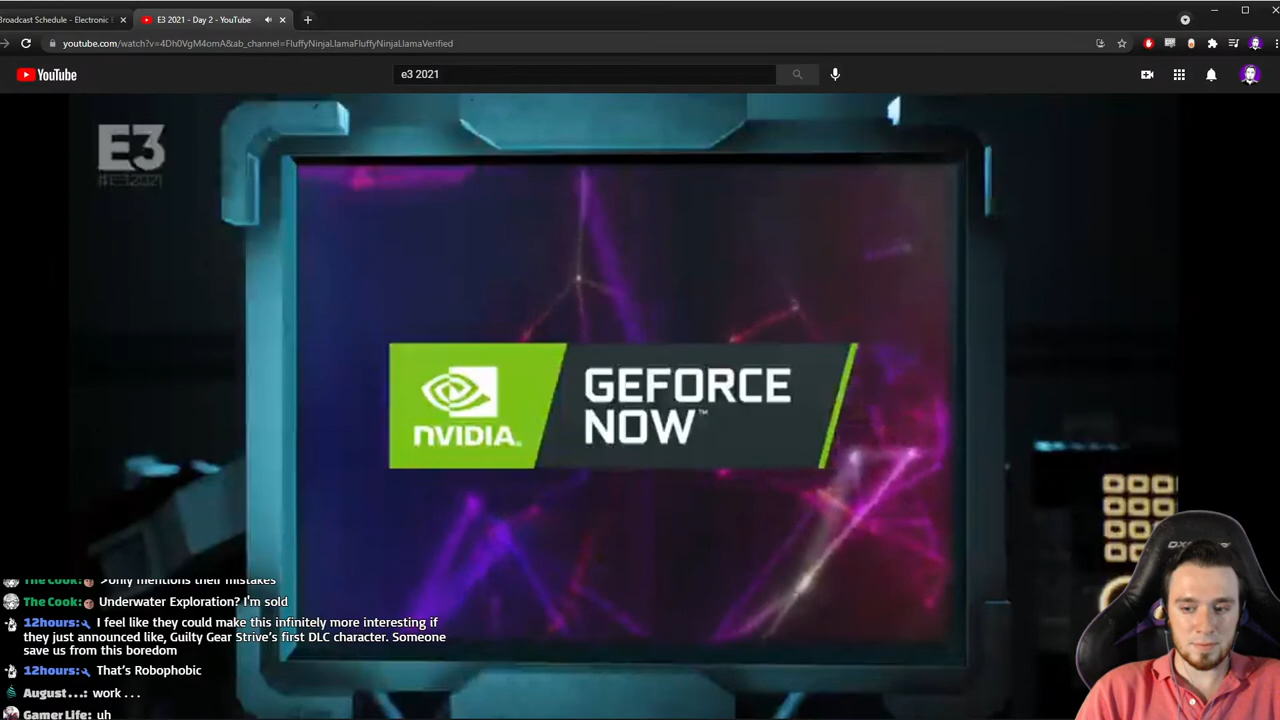 Broadcast Schedule - Electronic E
E3 2021 - Day 2 - YouTube
youtube.com/watch?v=4Dh0VgM4omA&ab_channel=FluffyNinjaLlamaFluffyNinjaLlamaVerified
YouTube
e3 2021
E3
#E32021
NVIDIA.
GEFORCE
NOW™
The Cook: >only mentions their mistakes
The Cook: Underwater Exploration? I'm sold
12hours: I feel like they could make this infinitely more interesting if
they just announced like, Guilty Gear Strive's first DLC character. Someone
save us from this boredom
12hours: That's Robophobic
August...: work . . .
Gamer Life: uh